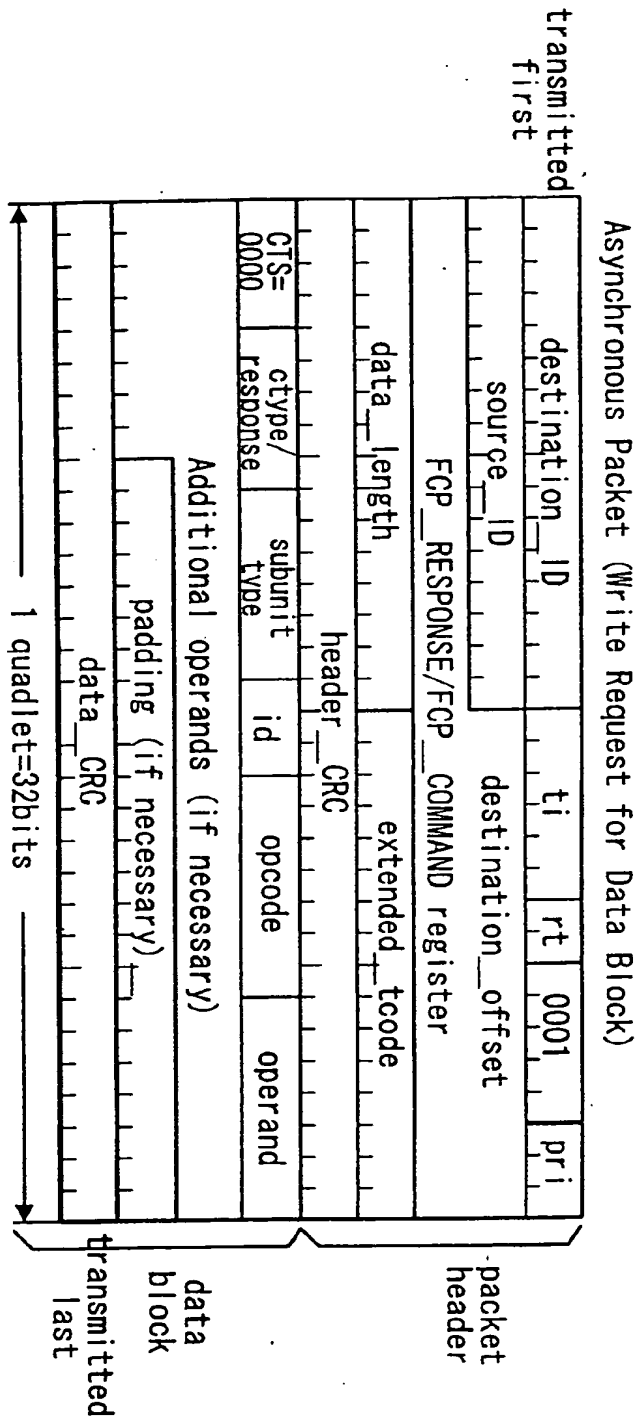 Asynchronous Packet (Write Request for Data Block)
transmitted
first
destination_ID
tl
rt
0001
pri
source_ID
destination_offset
FCP_RESPONSE/FCP_COMMAND register
data_length
extended_tcode
header_CRC
packet
header
CTS=
0000
ctype/
response
subunit
type
id
opcode
operand
Additional operands (if necessary)
padding (if necessary)
data_CRC
data
block
transmitted
last
1 quadlet=32bits